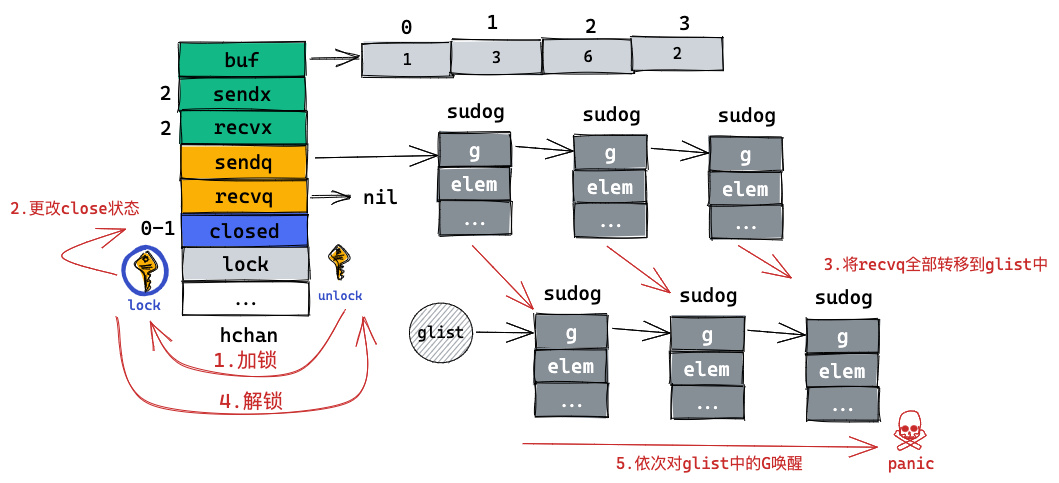 0 1 2 3
buf 1 3 6 2
2 sendx
2 recvx
sendq
recvq nil
2.更改close状态
0-1 closed
lock
...
hchan
lock
unlock
1.加锁
4.解锁
sudog sudog sudog
g g g
elem elem elem
... ... ...
3.将recvq全部转移到glist中
glist
sudog sudog sudog
g g g
elem elem elem
... ... ...
5.依次对glist中的G唤醒
panic